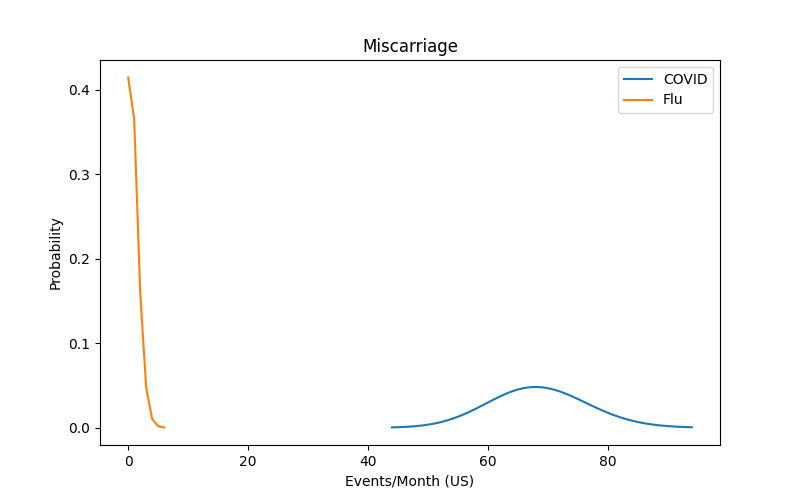 Miscarriage
COVID
Flu
Probability
0.4
0.3
0.2
0.1
0.0
0 20 40 60 80
Events/Month (US)